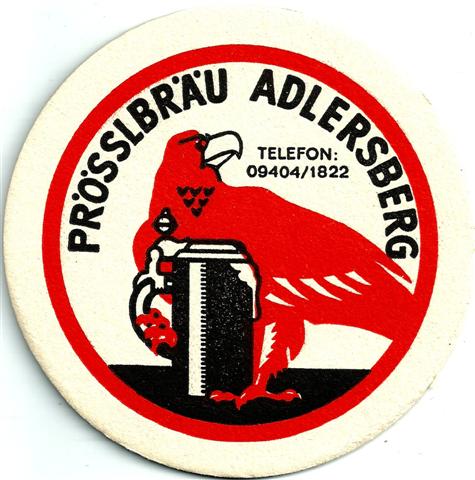 PRÖSSLBRÄU ADLERSBERG
TELEFON:
09404/1822